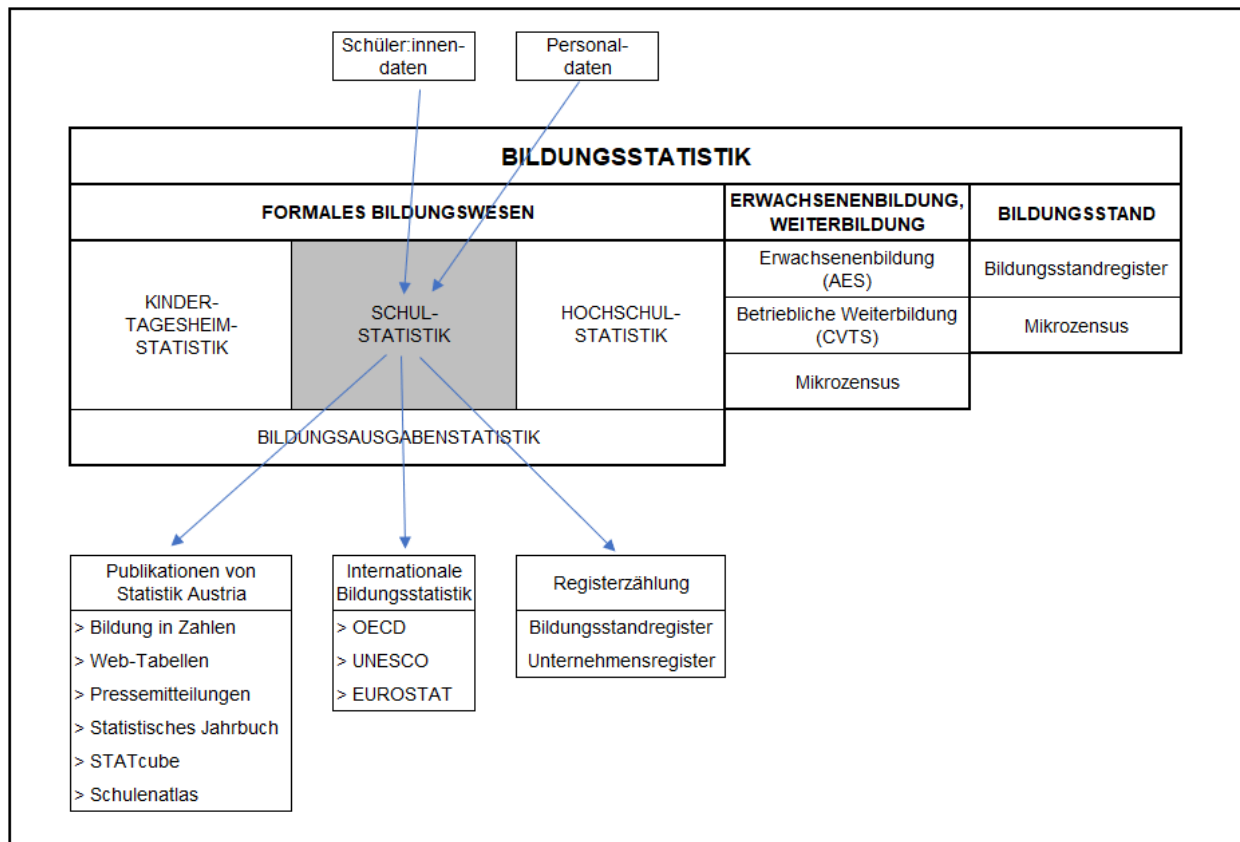 Schüler:innen-
daten
Personal-
daten
BILDUNGSSTATISTIK
FORMALES BILDUNGSWESEN
ERWACHSENENBILDUNG,
WEITERBILDUNG
BILDUNGSSTAND
KINDER-
TAGESHEIM-
STATISTIK
SCHUL-
STATISTIK
HOCHSCHUL-
STATISTIK
Erwachsenenbildung
(AES)
Betriebliche Weiterbildung
(CVTS)
Mikrozensus
Bildungsstandregister
Mikrozensus
BILDUNGSAUSGABENSTATISTIK
Publikationen von
Statistik Austria
> Bildung in Zahlen
> Web-Tabellen
> Pressemitteilungen
> Statistisches Jahrbuch
> STATcube
> Schulenatlas
Internationale
Bildungsstatistik
> OECD
> UNESCO
> EUROSTAT
Registerzählung
Bildungsstandregister
Unternehmensregister